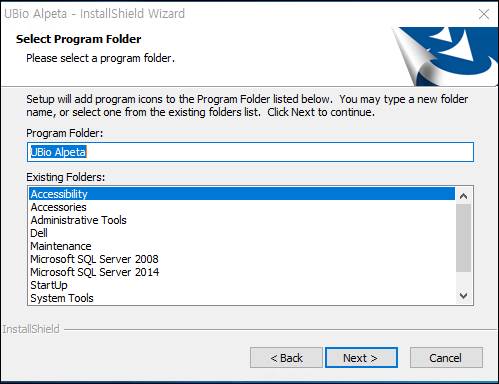 UBio Alpeta - InstallShield Wizard
Select Program Folder
Please select a program folder.
Setup will add program icons to the Program Folder listed below. You may type a new folder
name, or select one from the existing folders list. Click Next to continue.
Program Folder:
UBio Alpeta
Existing Folders:
Accessibility
Accessories
Administrative Tools
Dell
Maintenance
Microsoft SQL Server 2008
Microsoft SQL Server 2014
StartUp
System Tools
InstallShield
< Back
Next >
Cancel